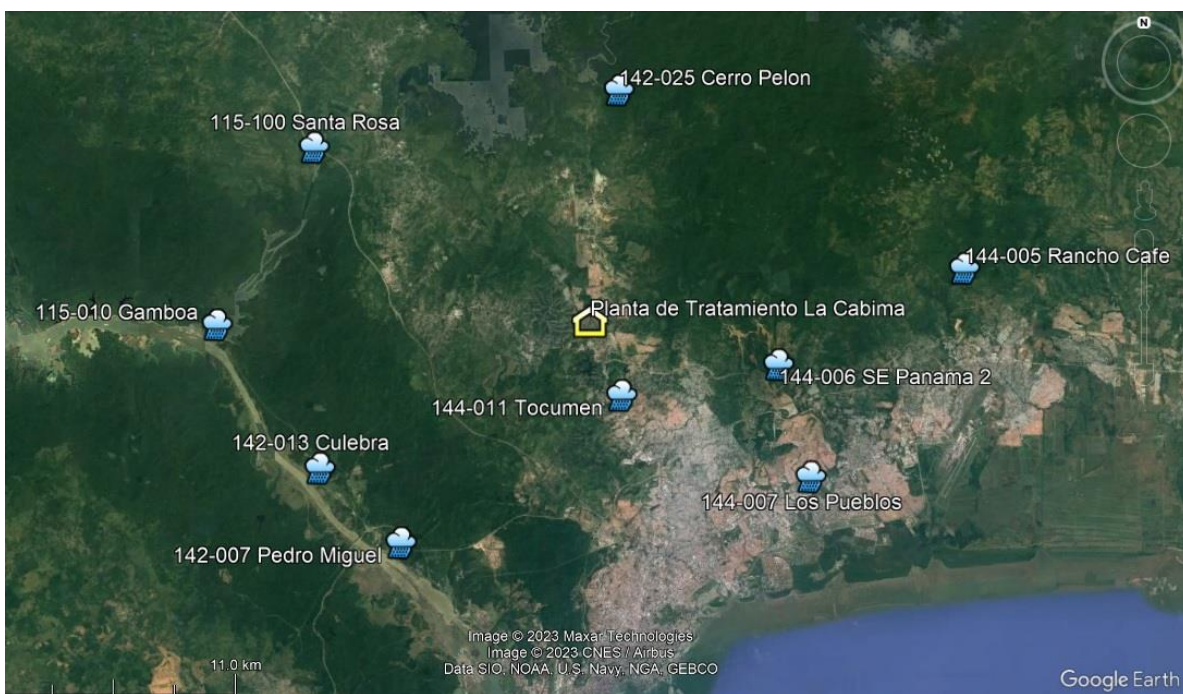 N
142-025 Cerro Pelon
115-100 Santa Rosa
144-005 Rancho Cafe
115-010 Gamboa
Planta de Tratamiento La Cabima
144-006 SE Panama 2
144-011 Tocumen
142-013 Culebra
144-007 Los Pueblos
142-007 Pedro Miguel
Image © 2023 Maxar Technologies
Image © 2023 CNES / Airbus
Data SIO, NOAA, U.S. Navy, NGA, GEBCO
11.0 km
Google Earth